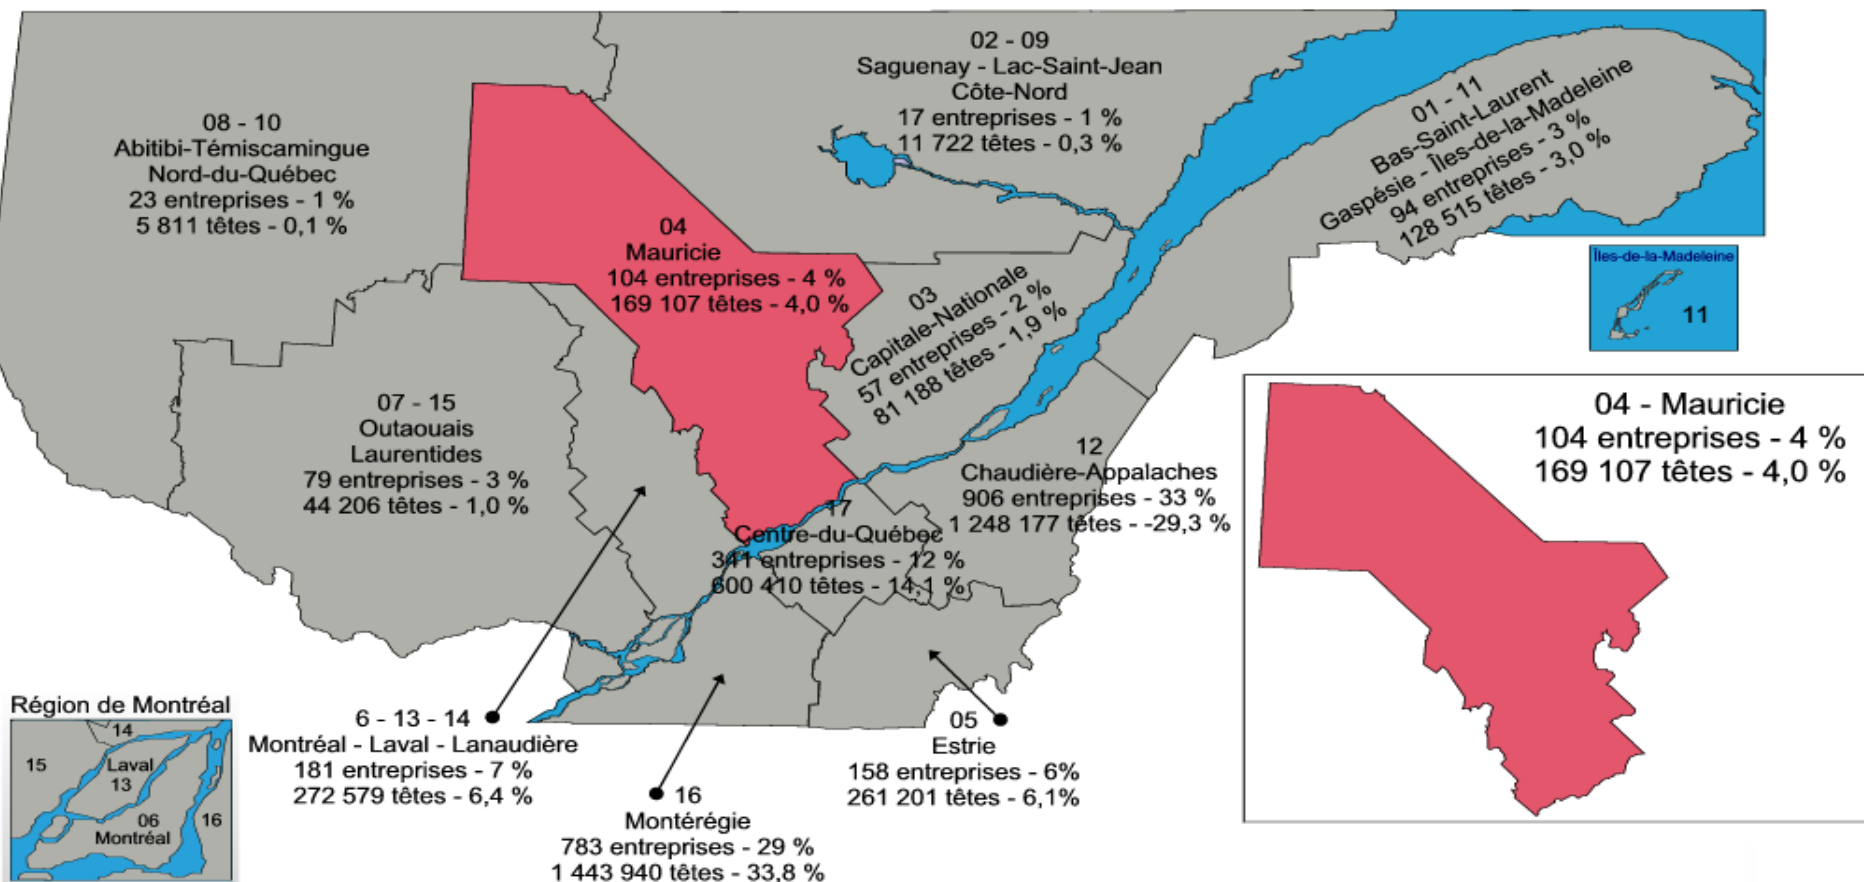 02 - 09
Saguenay - Lac-Saint-Jean
Côte-Nord
17 entreprises - 1 %
11 722 têtes - 0,3 %
01 - 11
Bas-Saint-Laurent
Gaspésie - Îles-de-la-Madeleine
94 entreprises - 3 %
128 515 têtes - 3,0 %
08 - 10
Abitibi-Témiscamingue
Nord-du-Québec
23 entreprises - 1 %
5 811 têtes - 0,1 %
04
Mauricie
104 entreprises - 4 %
169 107 têtes - 4,0 %
03
Capitale-Nationale
57 entreprises - 2 %
81 188 têtes - 1,9 %
Îles-de-la-Madeleine
11
07 - 15
Outaouais
Laurentides
79 entreprises - 3 %
44 206 têtes - 1,0 %
04 - Mauricie
104 entreprises - 4 %
169 107 têtes - 4,0 %
12
Chaudière-Appalaches
906 entreprises - 33 %
1 248 177 têtes - -29,3 %
17
Centre-du-Québec
341 entreprises - 12 %
600 410 têtes - 14,1 %
Région de Montréal
14
15
Laval
13
06
Montréal
16
6 - 13 - 14
Montréal - Laval - Lanaudière
181 entreprises - 7 %
272 579 têtes - 6,4 %
05
Estrie
158 entreprises - 6%
261 201 têtes - 6,1%
16
Montérégie
783 entreprises - 29 %
1 443 940 têtes - 33,8 %